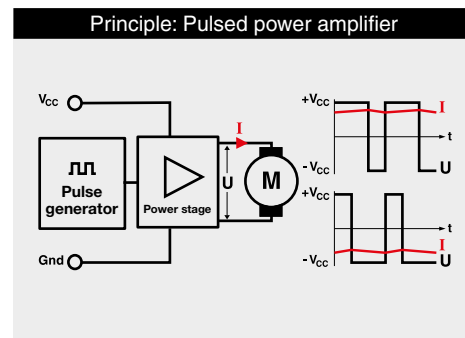 Principle: Pulsed power amplifier
VCC
Pulse
generator
Power stage
Gnd
I
U
M
+VCC
I
t
-VCC
U
+VCC
t
I
-VCC
U